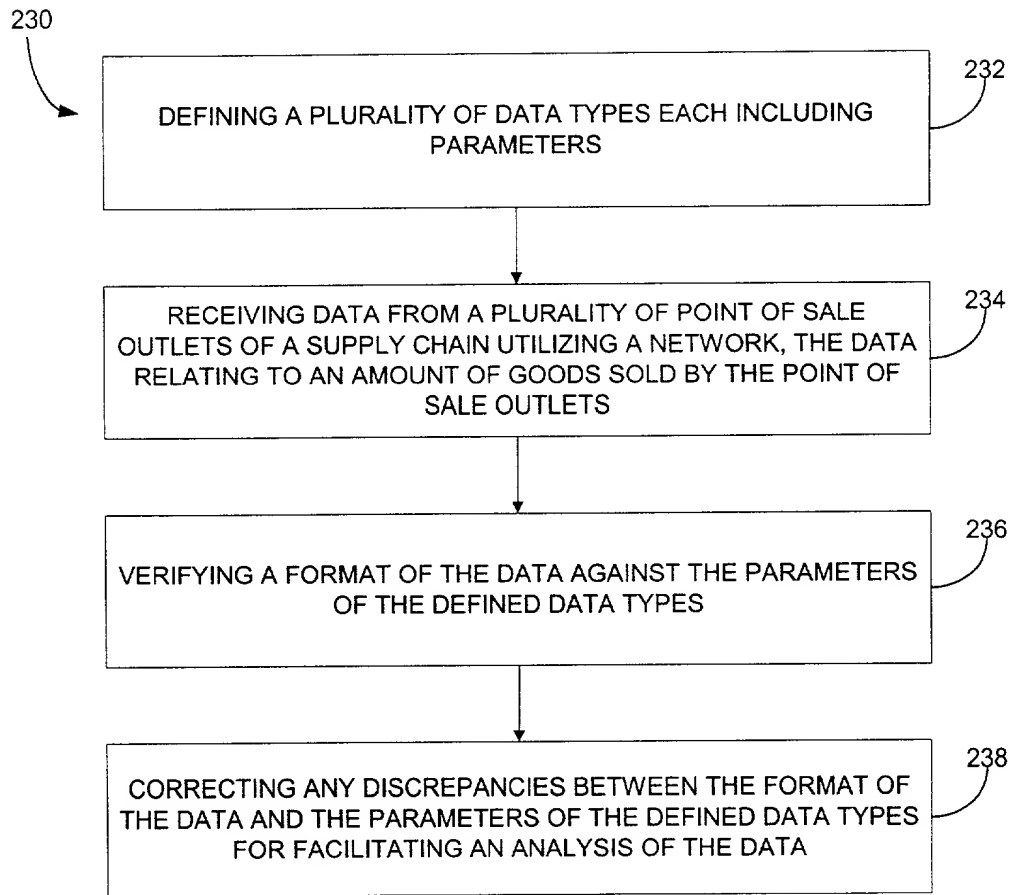 230
232
DEFINING A PLURALITY OF DATA TYPES EACH INCLUDING
PARAMETERS
234
RECEIVING DATA FROM A PLURALITY OF POINT OF SALE
OUTLETS OF A SUPPLY CHAIN UTILIZING A NETWORK, THE DATA
RELATING TO AN AMOUNT OF GOODS SOLD BY THE POINT OF
SALE OUTLETS
236
VERIFYING A FORMAT OF THE DATA AGAINST THE PARAMETERS
OF THE DEFINED DATA TYPES
238
CORRECTING ANY DISCREPANCIES BETWEEN THE FORMAT OF
THE DATA AND THE PARAMETERS OF THE DEFINED DATA TYPES
FOR FACILITATING AN ANALYSIS OF THE DATA